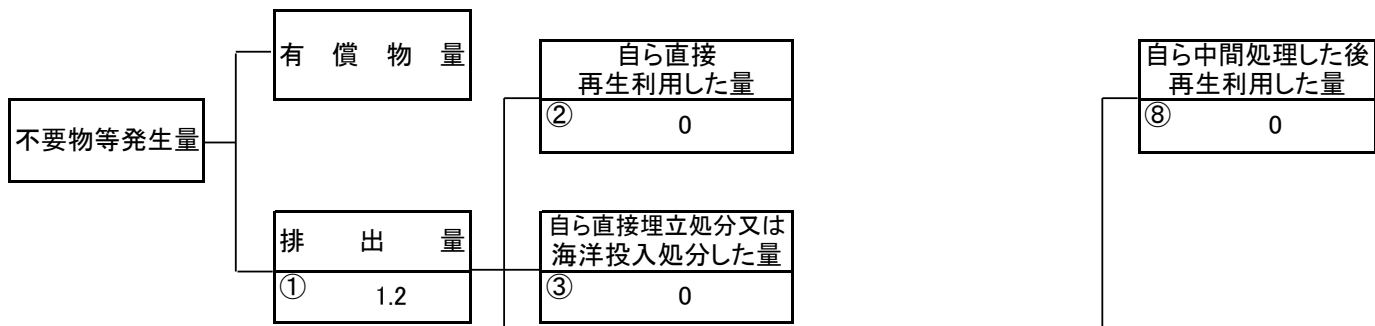 有償物量
自ら直接
再生利用した量
② 0
自ら中間処理した後
再生利用した量
⑧ 0
不要物等発生量
排出量
① 1.2
自ら直接埋立処分又は
海洋投入処分した量
③ 0